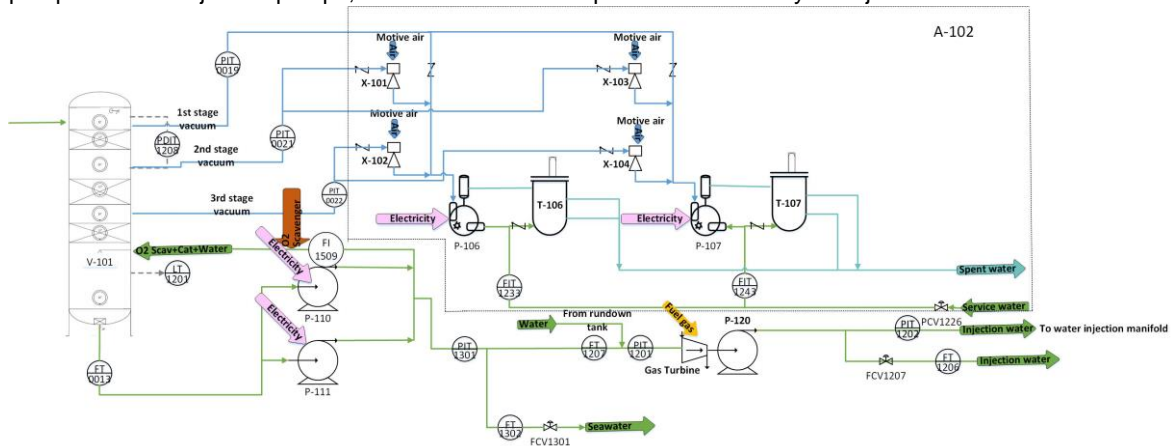 A-102
Motive air
Motive air
Air
Air
PIT
0019
X-101
X-103
1st stage
vacuum
PDIT
1208
PIT
0021
2nd stage
vacuum
Motive air
Motive air
Air
Air
X-102
X-104
PIT
0022
3rd stage
vacuum
T-106
T-107
Electricity
Electricity
P-106
P-107
O2
Scavenger
O2 Scav+Cat+Water
FI
1509
V-101
LT
1201
Electricity
P-110
Electricity
P-111
FIT
1233
FIT
1243
Spent water
Service water
PCV1226
From rundown
tank
Water
Fuel gas
P-120
PIT
1301
FT
1207
PIT
1201
Gas Turbine
PIT
1202
Injection water
To water injection manifold
FCV1207
FT
1206
Injection water
FT
0013
FT
1302
FCV1301
Seawater